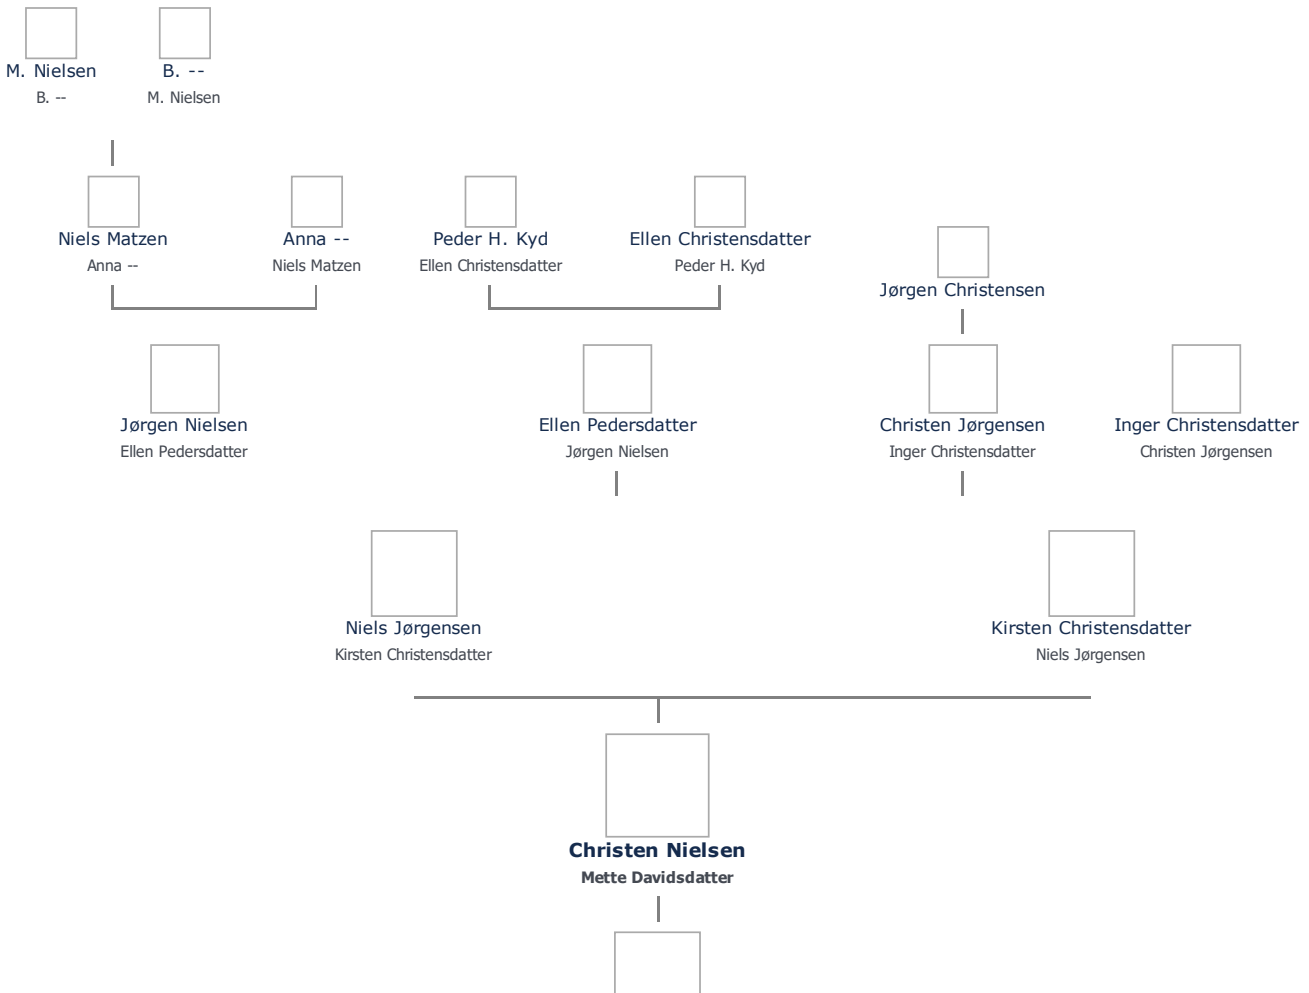 M. Nielsen
B. --
B. --
M. Nielsen
Niels Matzen
Anna --
Anna --
Niels Matzen
Peder H. Kyd
Ellen Christensdatter
Ellen Christensdatter
Peder H. Kyd
Jørgen Christensen
Jørgen Nielsen
Ellen Pedersdatter
Ellen Pedersdatter
Jørgen Nielsen
Christen Jørgensen
Inger Christensdatter
Inger Christensdatter
Christen Jørgensen
Niels Jørgensen
Kirsten Christensdatter
Kirsten Christensdatter
Niels Jørgensen
Christen Nielsen
Mette Davidsdatter